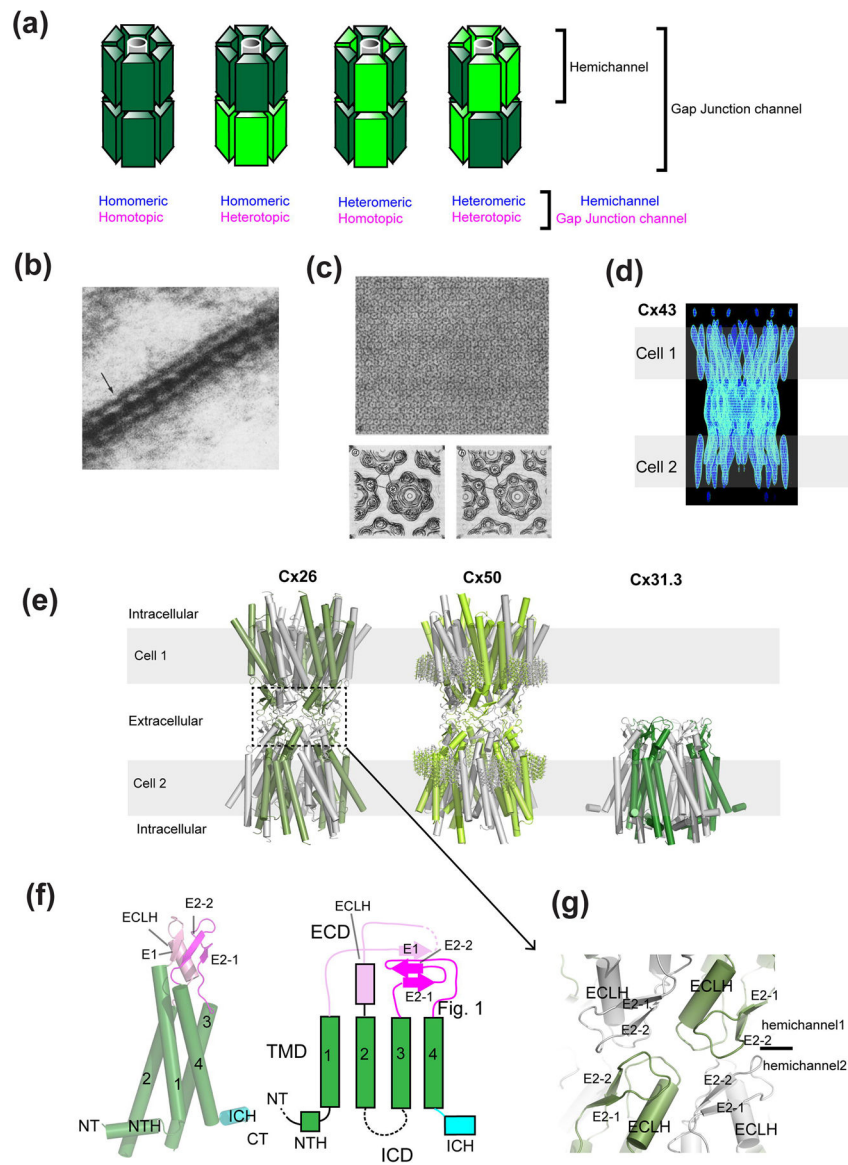 (a)
Hemichannel
Gap Junction channel
Homomeric Homomeric Heteromeric Heteromeric Hemichannel
Homotopic Heterotopic Homotopic Heterotopic Gap Junction channel
(b)
(c)
(d)
Cx43
Cell 1
Cell 2
(e)
Cx26 Cx50 Cx31.3
Intracellular
Cell 1
Extracellular
Cell 2
Intracellular
(f)
ECLH
E2-2
E1
E2-1
3
4
2
1
NT
NTH
ICH
CT
ECLH
ECD
E1
E2-2
E2-1
Fig. 1
TMD
1 2 3 4
NT
NTH
ICD
ICH
(g)
ECLH
ECLH
E2-1
E2-1
E2-2
E2-2
hemichannel1
hemichannel2
E2-2
E2-2
E2-1
E2-1
ECLH
ECLH